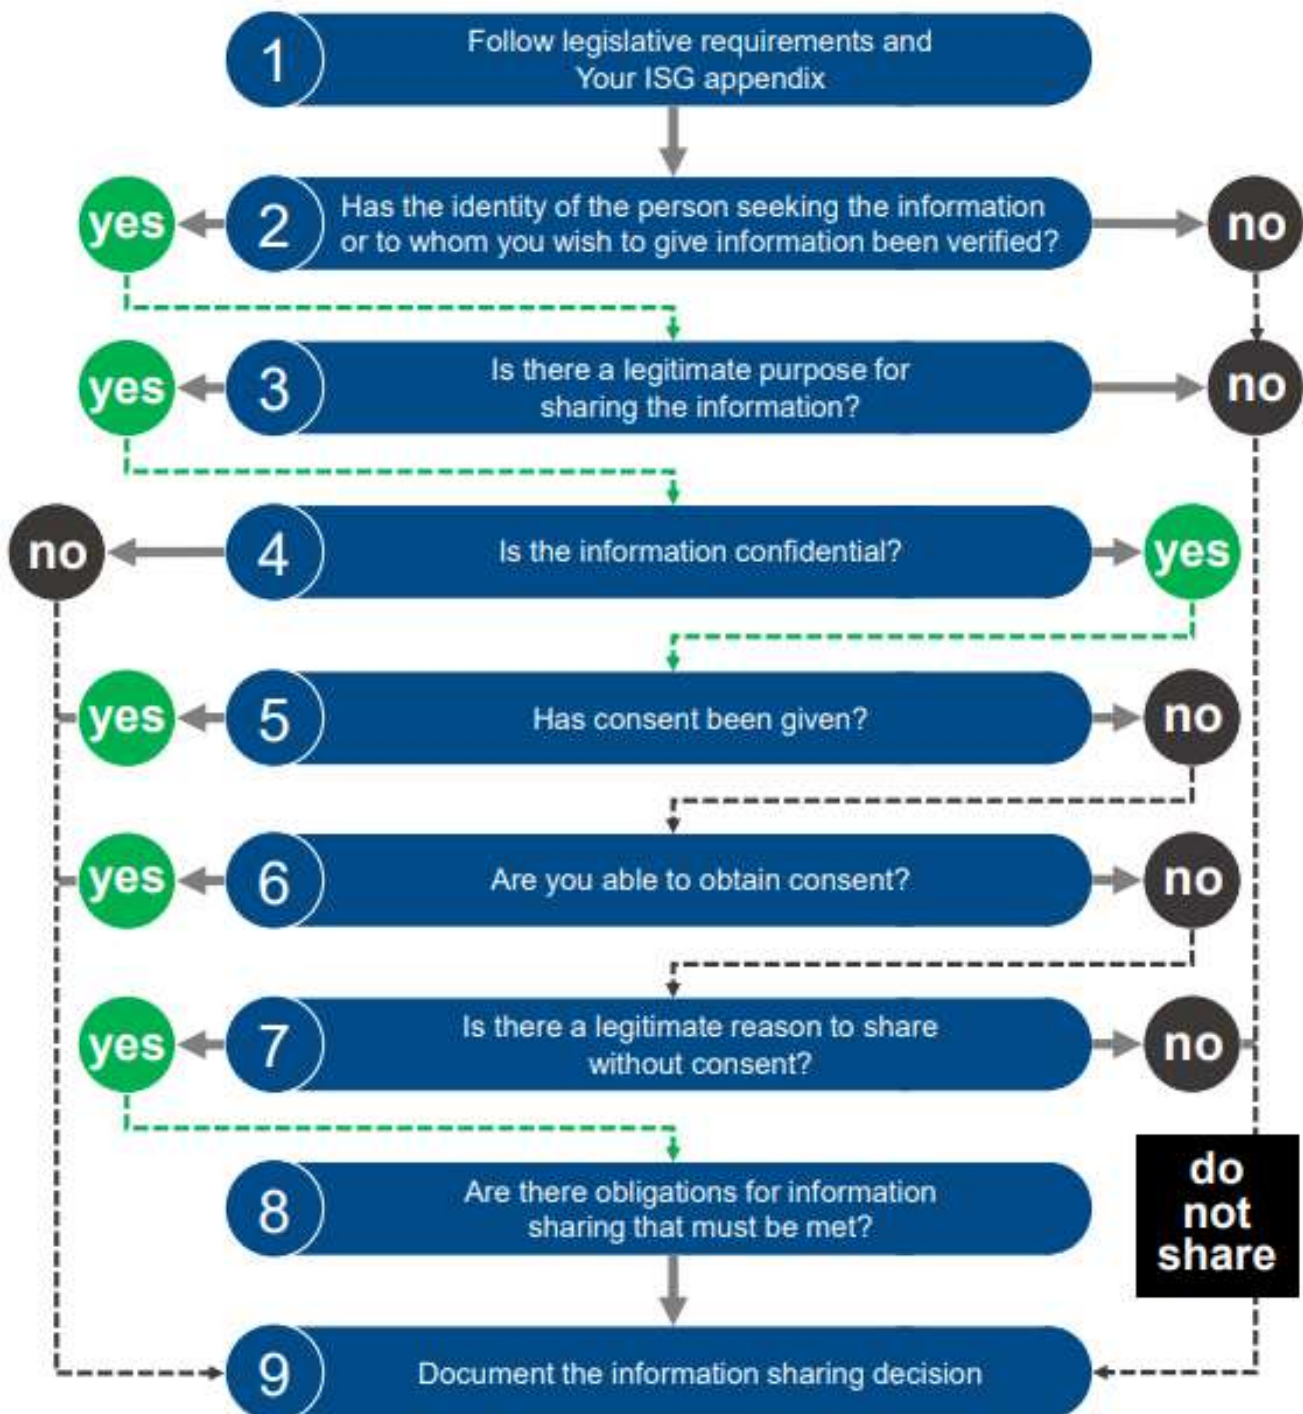 1
Follow legislative requirements and
Your ISG appendix
yes
2
Has the identity of the person seeking the information
or to whom you wish to give information been verified?
no
yes
3
Is there a legitimate purpose for
sharing the information?
no
no
4
Is the information confidential?
yes
yes
5
Has consent been given?
no
yes
6
Are you able to obtain consent?
no
yes
7
Is there a legitimate reason to share
without consent?
no
8
Are there obligations for information
sharing that must be met?
do
not
share
9
Document the information sharing decision